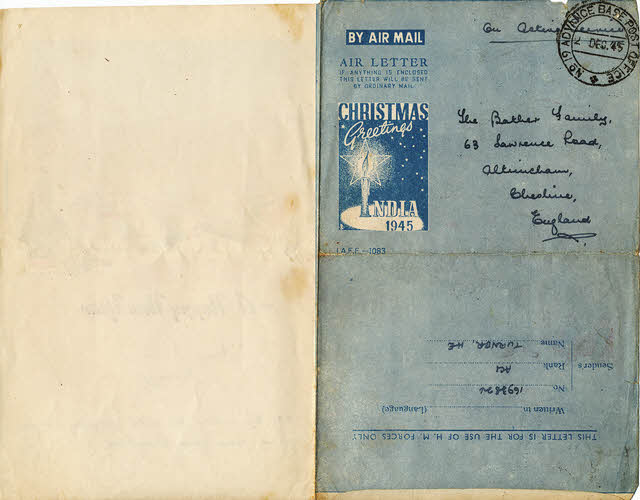 BY AIR MAIL
AIR LETTER
IF ANYTHING IS ENCLOSED
THIS LETTER WILL BE SENT
BY ORDINARY MAIL.
On Active Service
No 19 ADVANCE BASE POST OFFICE
DEC. 45
CHRISTMAS
Greetings
INDIA
1945
I.A.F.F.—1083
The Bather Family,
63 Lawrence Road,
Altrincham,
Cheshire,
England
THIS LETTER IS FOR THE USE OF H. M. FORCES ONLY
Written in (Language)
No
Sender's Rank AC1
Name TURNER, HE
A Happy New Year